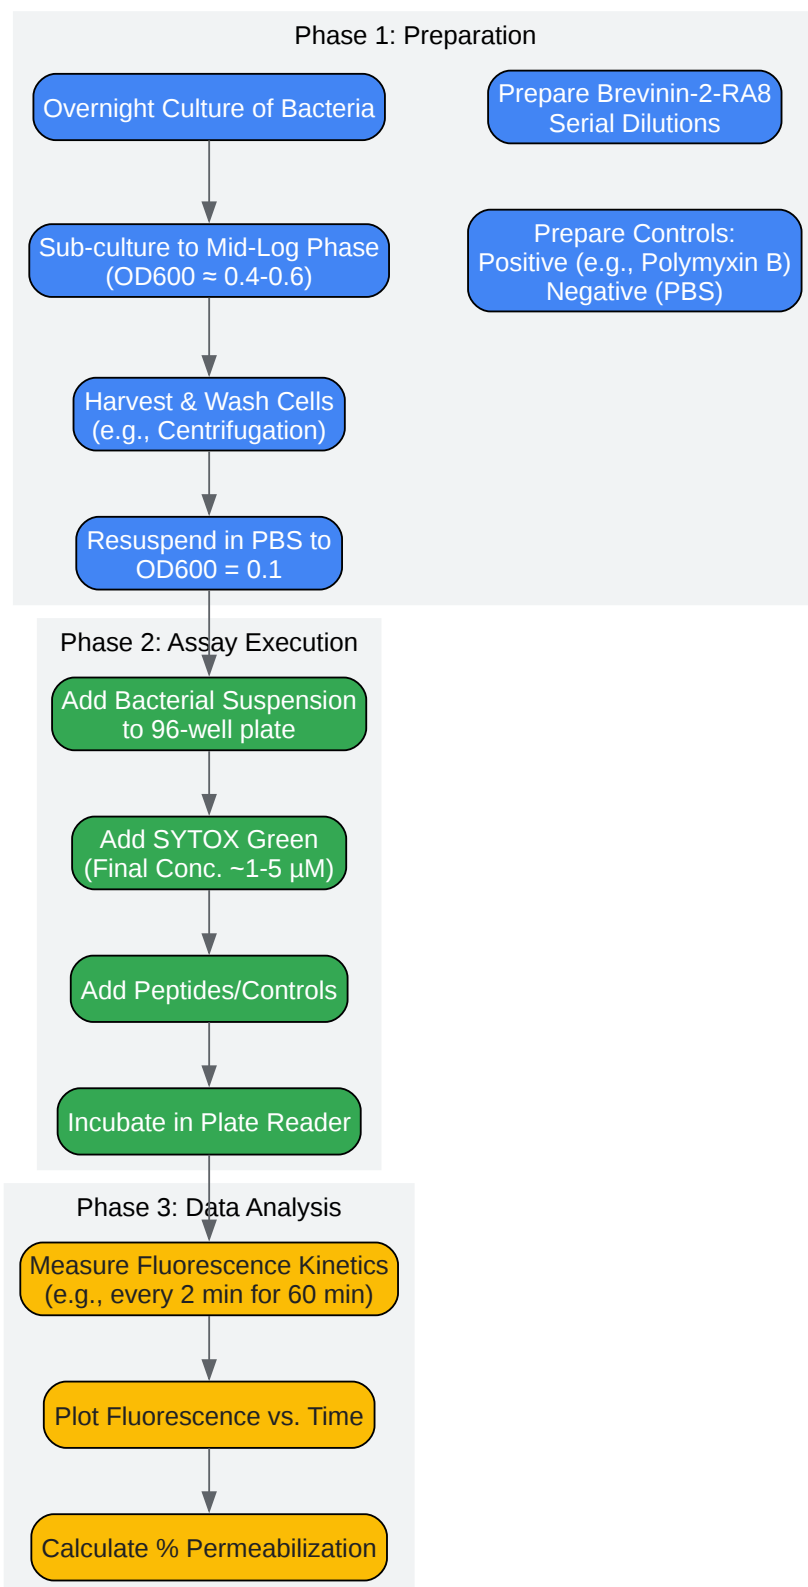 Phase 1: Preparation
Overnight Culture of Bacteria
Prepare Brevinin-2-RA8
Serial Dilutions
Sub-culture to Mid-Log Phase
(OD600 ≈ 0.4-0.6)
Prepare Controls:
Positive (e.g., Polymyxin B)
Negative (PBS)
Harvest & Wash Cells
(e.g., Centrifugation)
Resuspend in PBS to
OD600 = 0.1
Phase 2: Assay Execution
Add Bacterial Suspension
to 96-well plate
Add SYTOX Green
(Final Conc. ~1-5 µM)
Add Peptides/Controls
Incubate in Plate Reader
Phase 3: Data Analysis
Measure Fluorescence Kinetics
(e.g., every 2 min for 60 min)
Plot Fluorescence vs. Time
Calculate % Permeabilization